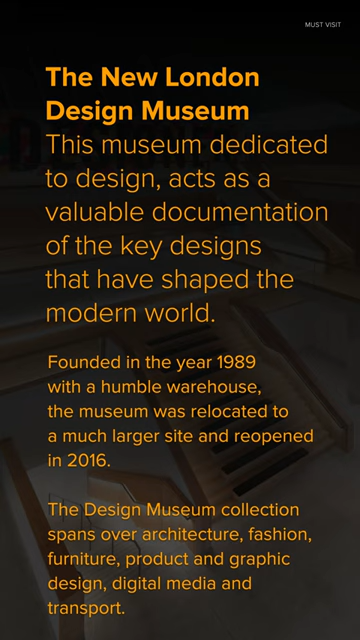 MUST VISIT
The New London
Design Museum
This museum dedicated
to design, acts as a
valuable documentation
of the key designs
that have shaped the
modern world.
Founded in the year 1989
with a humble warehouse,
the museum was relocated to
a much larger site and reopened
in 2016.
The Design Museum collection
spans over architecture, fashion,
furniture, product and graphic
design, digital media and
transport.